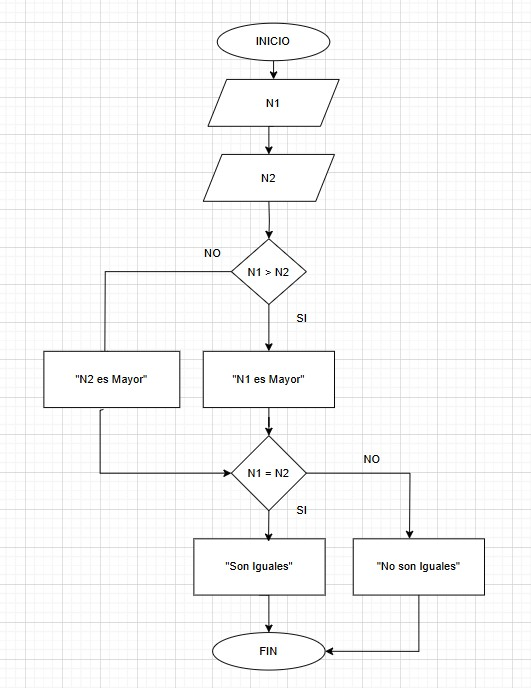 INICIO
N1
N2
NO
N1 > N2
SI
"N2 es Mayor"
"N1 es Mayor"
NO
N1 = N2
SI
"Son Iguales"
"No son Iguales"
FIN